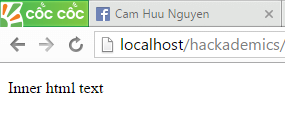 cốc cốc
Cam Huu Nguyen
localhost/hackademics/
Inner html text